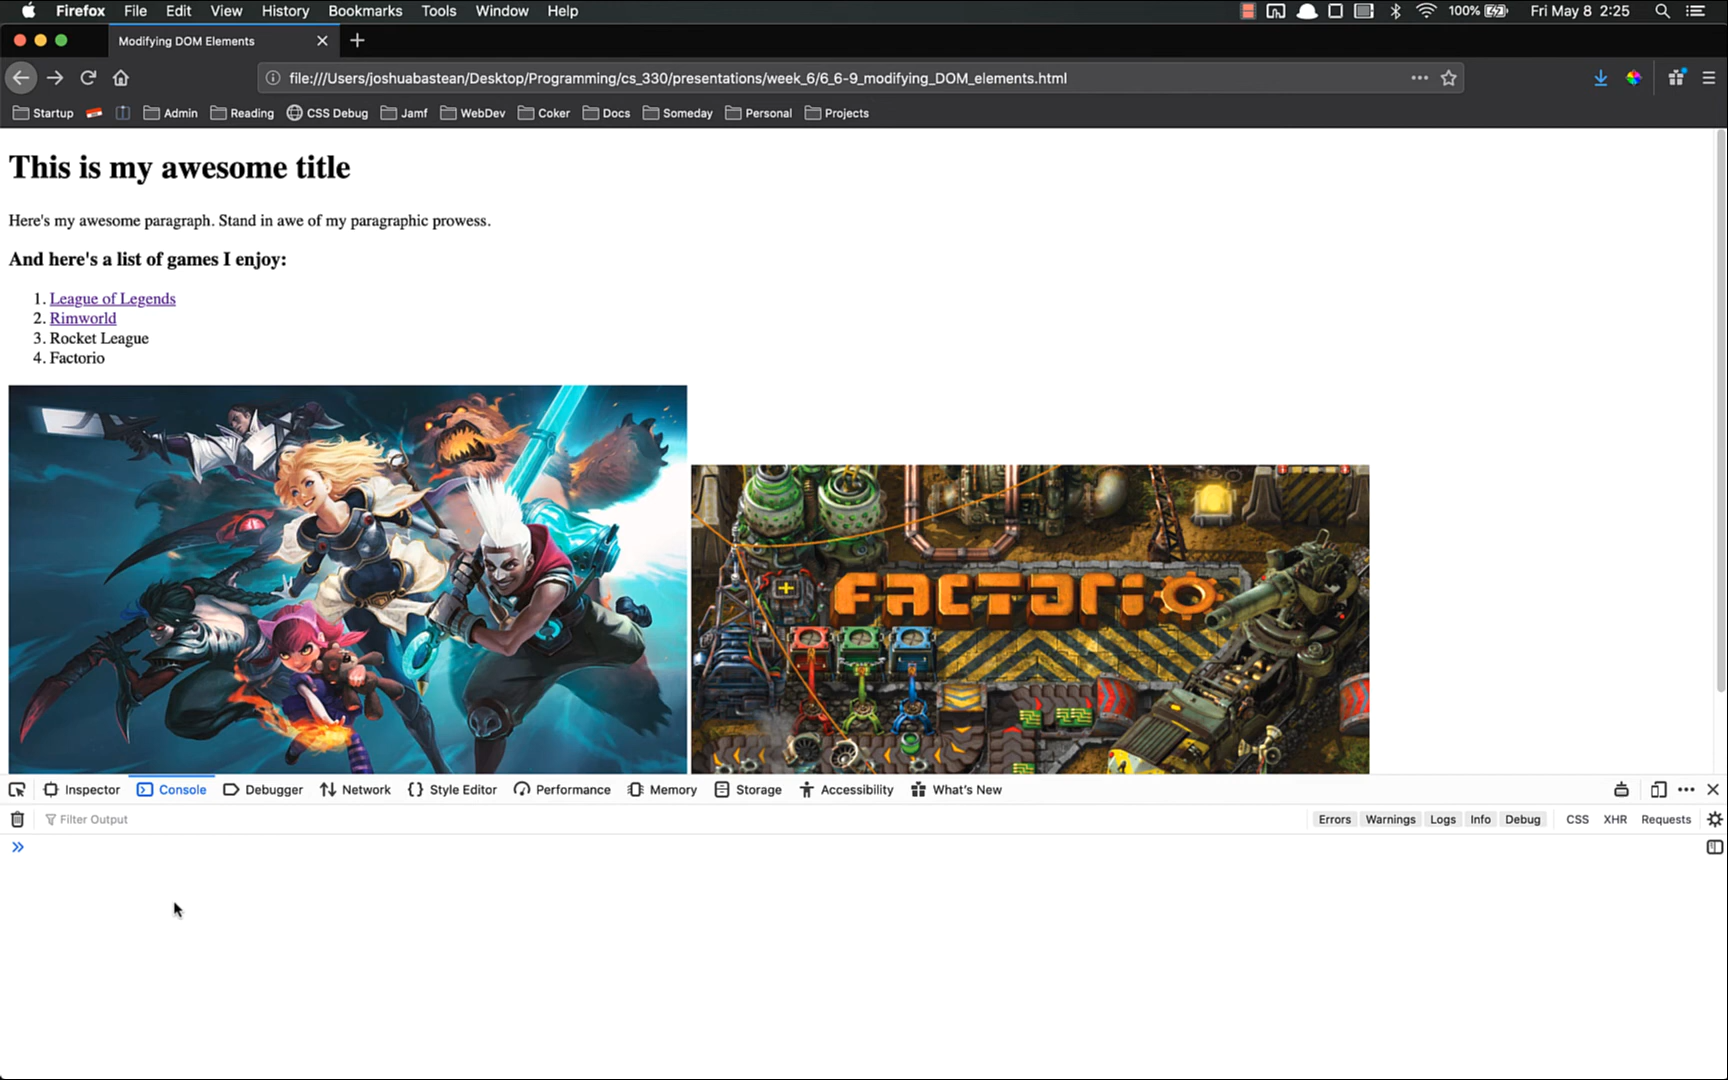 Firefox File Edit View History Bookmarks Tools Window Help 100% Fri May 8 2:25
Modifying DOM Elements
file:///Users/joshuabastean/Desktop/Programming/cs_330/presentations/week_6/6_6-9_modifying_DOM_elements.html
Startup Admin Reading CSS Debug Jamf WebDev Coker Docs Someday Personal Projects
This is my awesome title
Here's my awesome paragraph. Stand in awe of my paragraphic prowess.
And here's a list of games I enjoy:
1. League of Legends
2. Rimworld
3. Rocket League
4. Factorio
FACTORIO
Inspector Console Debugger Network Style Editor Performance Memory Storage Accessibility What's New
Filter Output Errors Warnings Logs Info Debug CSS XHR Requests